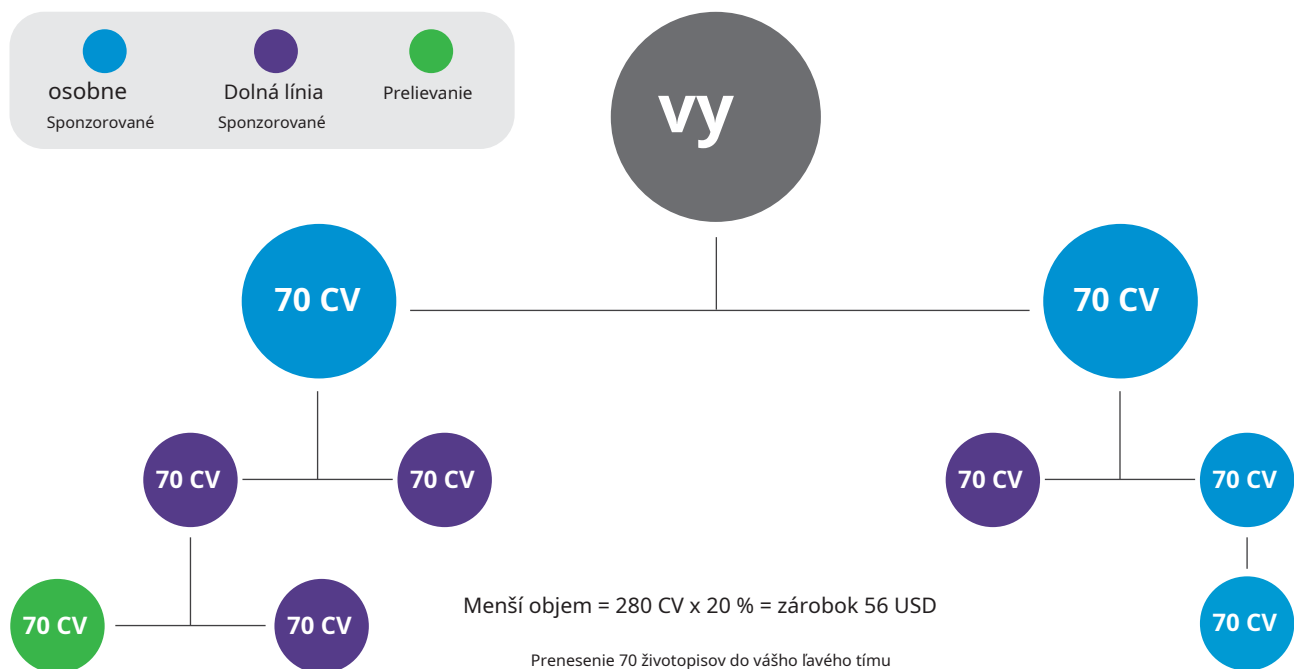 osobne
Sponzorované
Dolná línia
Sponzorované
Prelievanie
vy
70 CV
70 CV
70 CV
70 CV
70 CV
70 CV
70 CV
70 CV
70 CV
Menší objem = 280 CV x 20 % = zárobok 56 USD
Prenesenie 70 životopisov do vášho ľavého tímu